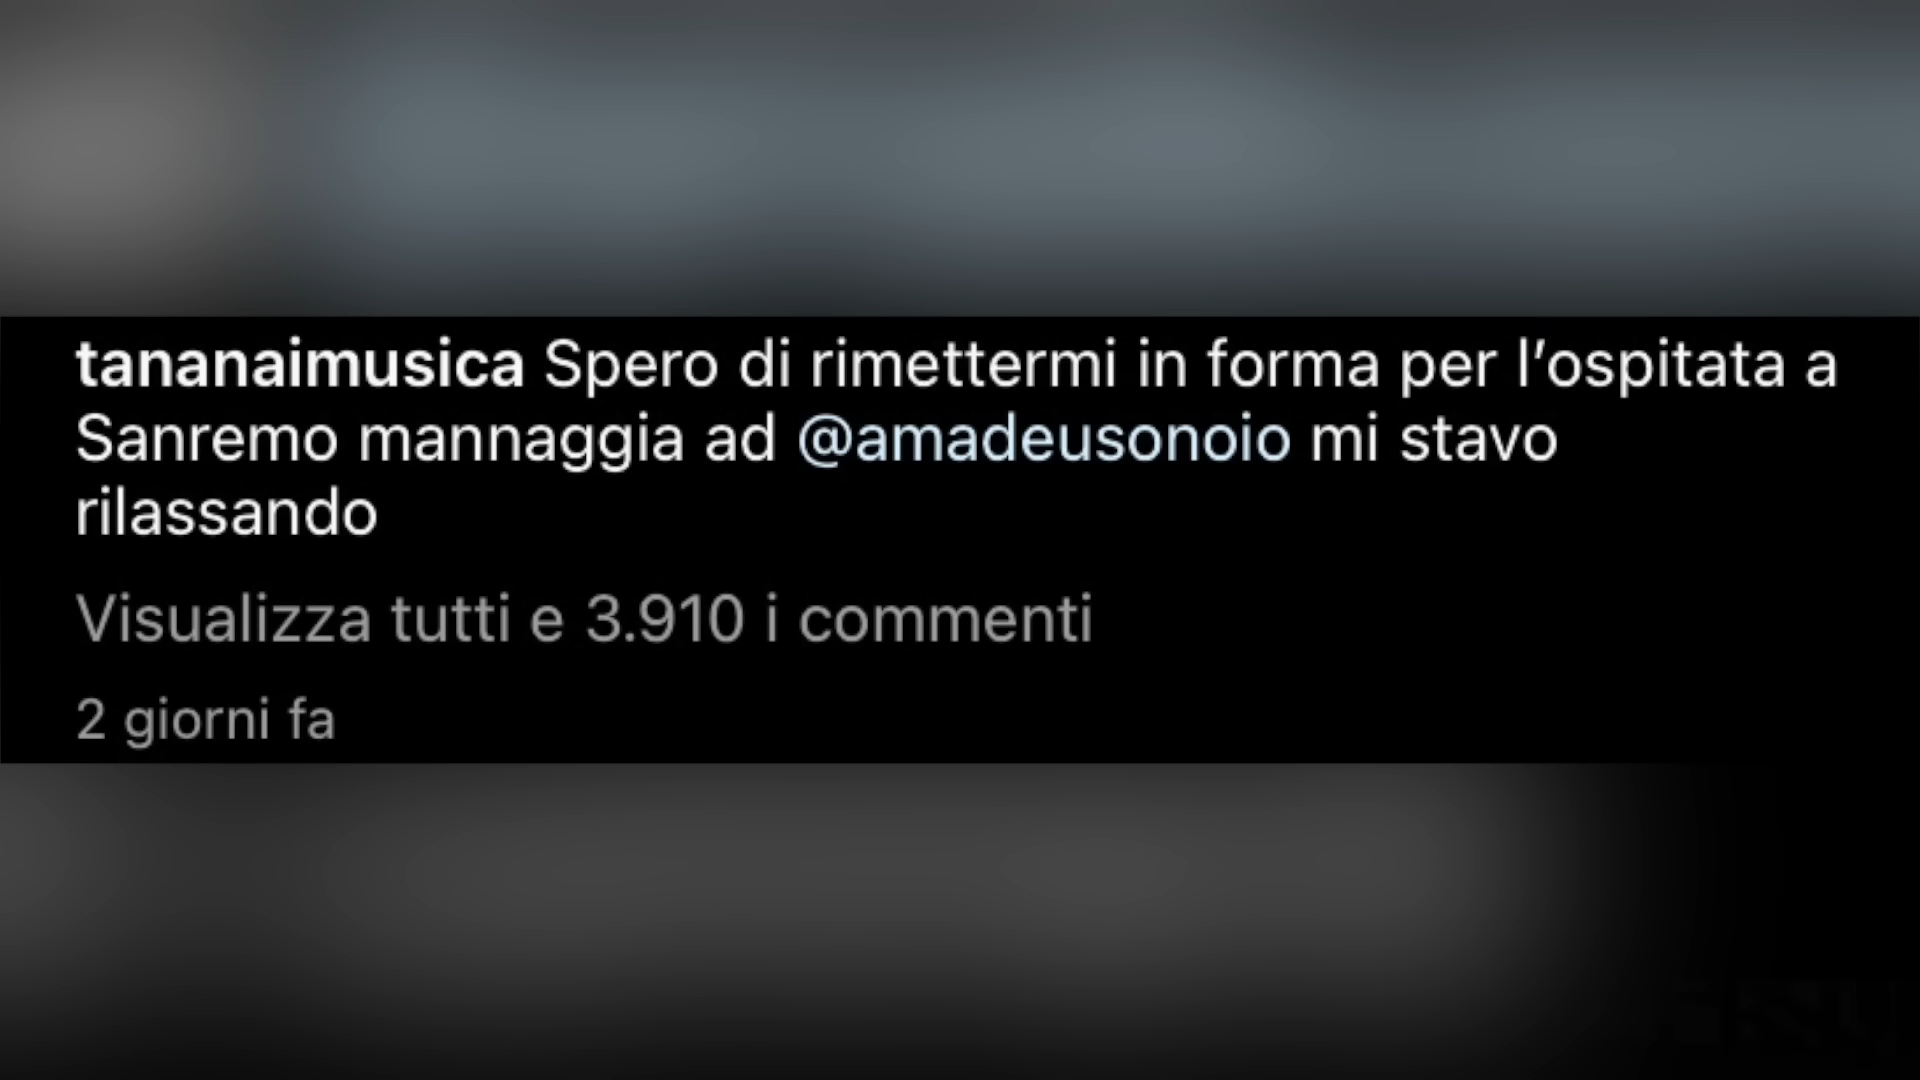 tananaimusica Spero di rimettermi in forma per l’ospitata a
Sanremo mannaggia ad @amadeusonoio mi stavo
rilassando
Visualizza tutti e 3.910 i commenti
2 giorni fa